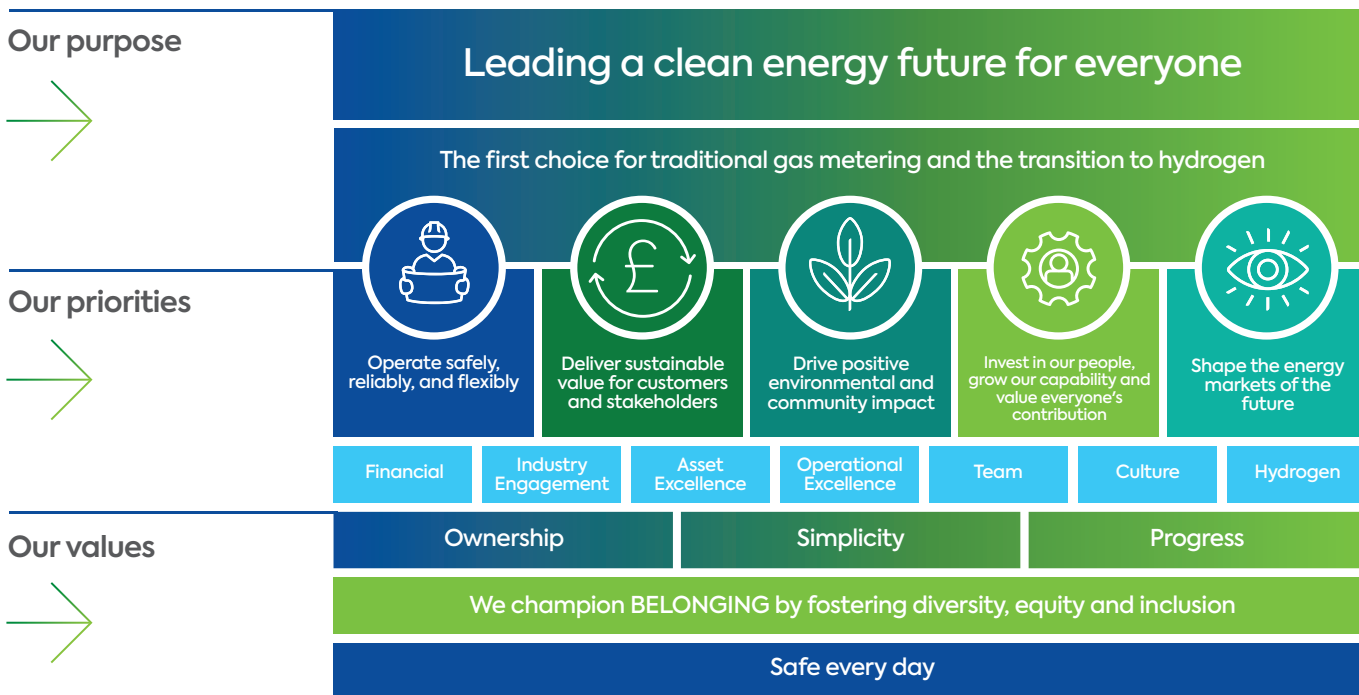 Our purpose
Leading a clean energy future for everyone
The first choice for traditional gas metering and the transition to hydrogen
£
Our priorities
Operate safely,
reliably, and flexibly
Deliver sustainable
value for customers
and stakeholders
Drive positive
environmental and
community impact
Invest in our people,
grow our capability and
value everyone's
contribution
Shape the energy
markets of the
future
Financial
Industry
Engagement
Asset
Excellence
Operational
Excellence
Team
Culture
Hydrogen
Our values
Ownership
Simplicity
Progress
We champion BELONGING by fostering diversity, equity and inclusion
Safe every day